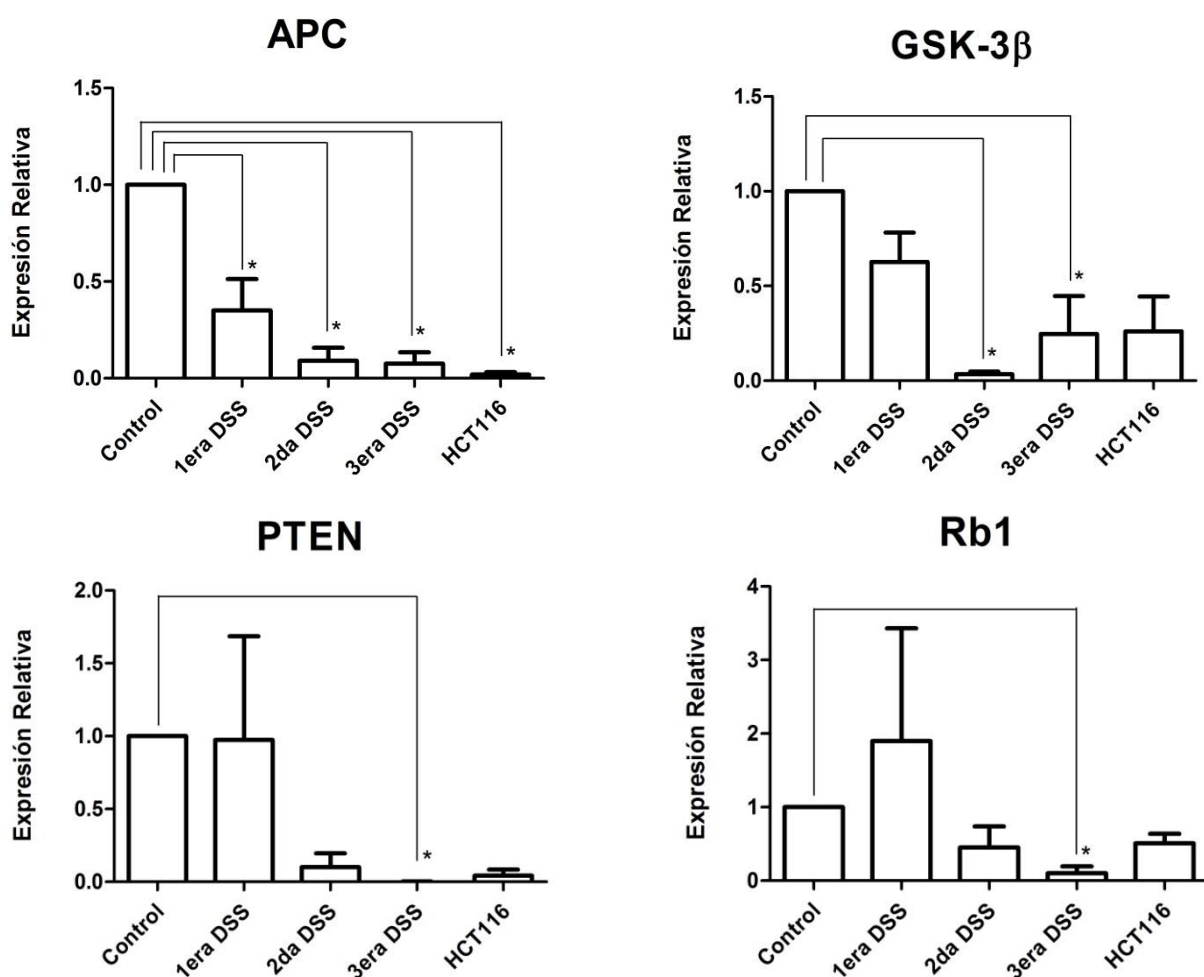 APC
Expresión Relativa
1.5
1.0
0.5
0.0
*
*
*
*
Control
1era DSS
2da DSS
3era DSS
HCT116
GSK-3β
Expresión Relativa
1.5
1.0
0.5
0.0
*
*
Control
1era DSS
2da DSS
3era DSS
HCT116
PTEN
Expresión Relativa
2.0
1.5
1.0
0.5
0.0
*
Control
1era DSS
2da DSS
3era DSS
HCT116
Rb1
Expresión Relativa
4
3
2
1
0
*
Control
1era DSS
2da DSS
3era DSS
HCT116